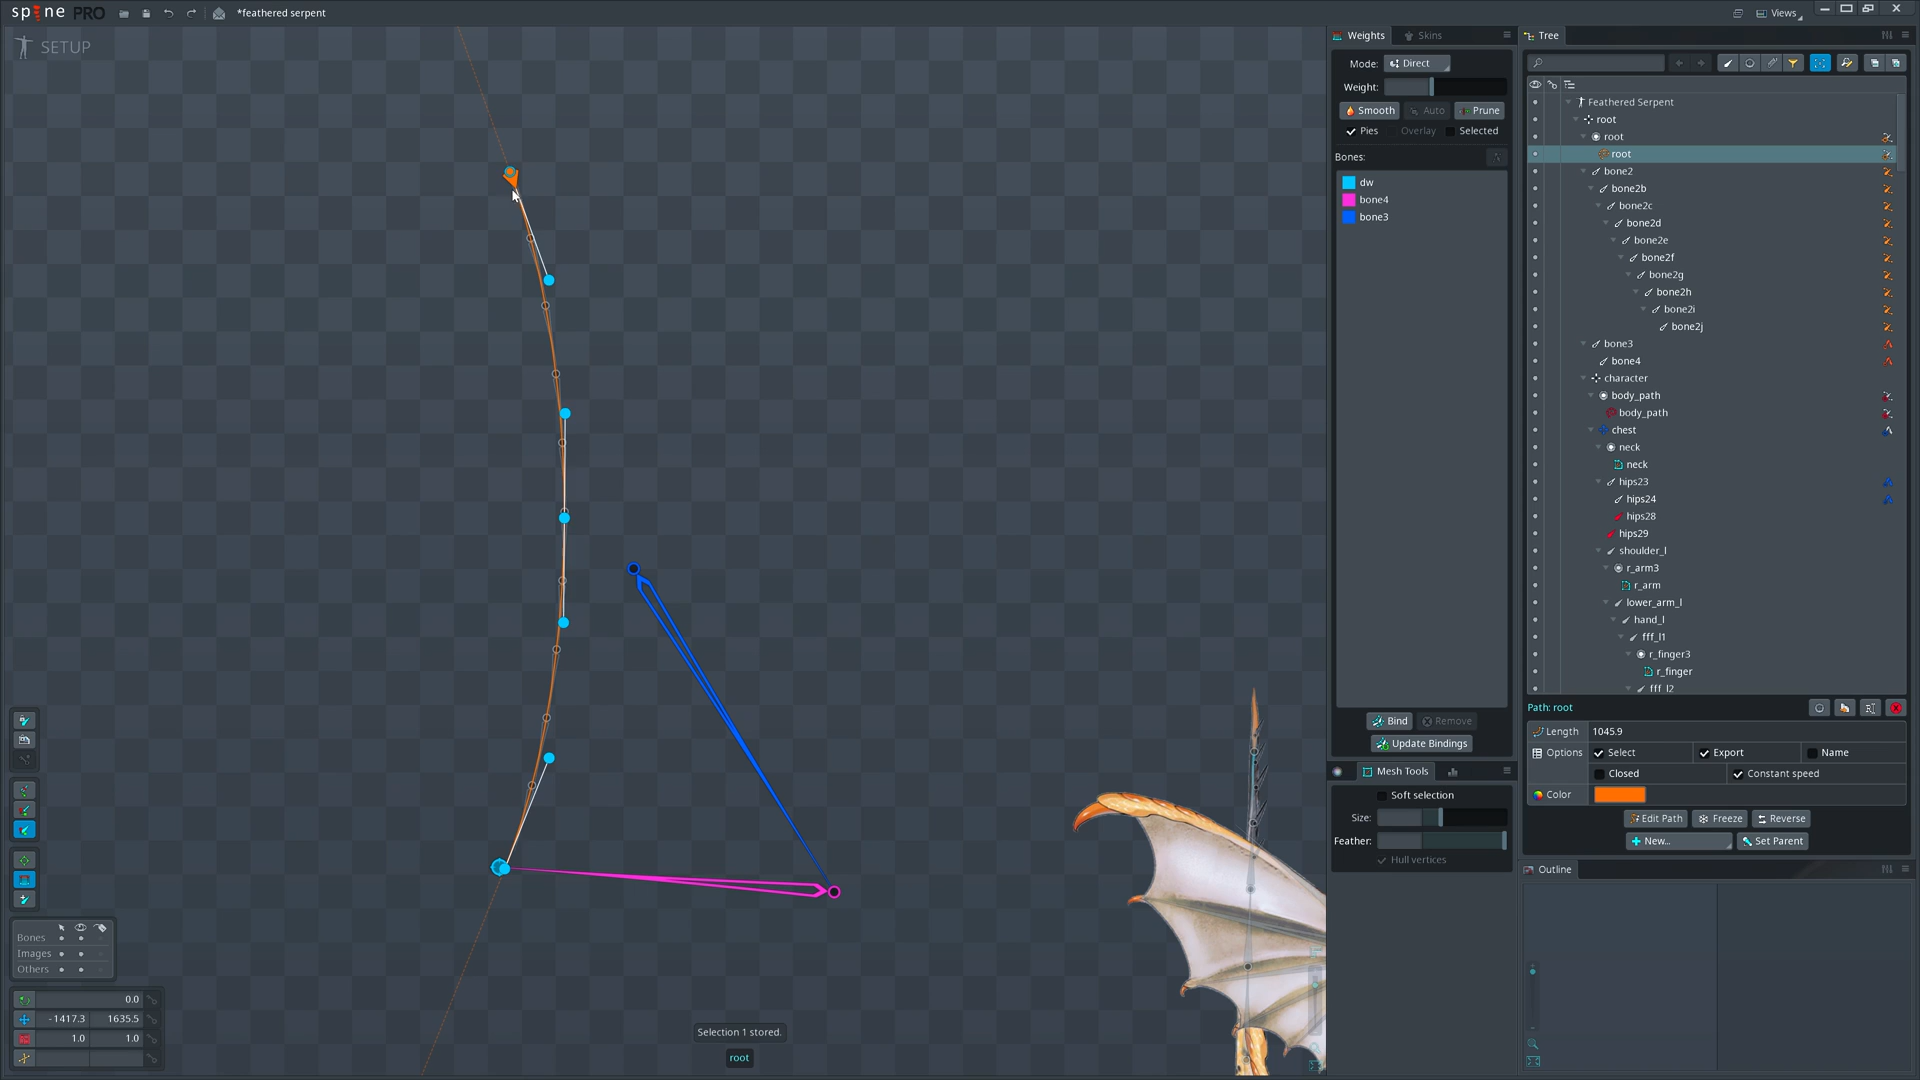 spine PRO
*feathered serpent
Views
SETUP
Weights
Skins
Mode:
Direct
Weight:
Smooth
Auto
Prune
Pies
Overlay
Selected
Bones:
dw
bone4
bone3
Bind
Remove
Update Bindings
Mesh Tools
Soft selection
Size:
Feather:
Hull vertices
Tree
Feathered Serpent
root
root
root
bone2
bone2b
bone2c
bone2d
bone2e
bone2f
bone2g
bone2h
bone2i
bone2j
bone3
bone4
character
body_path
body_path
chest
neck
neck
hips23
hips24
hips28
hips29
shoulder_l
r_arm3
r_arm
lower_arm_l
hand_l
fff_l1
r_finger3
r_finger
fff_l2
Path: root
Length
1045.9
Options
Select
Export
Name
Closed
Constant speed
Color
Edit Path
Freeze
Reverse
New...
Set Parent
Outline
Bones
Images
Others
0.0
-1417.3
1635.5
1.0
1.0
Selection 1 stored.
root